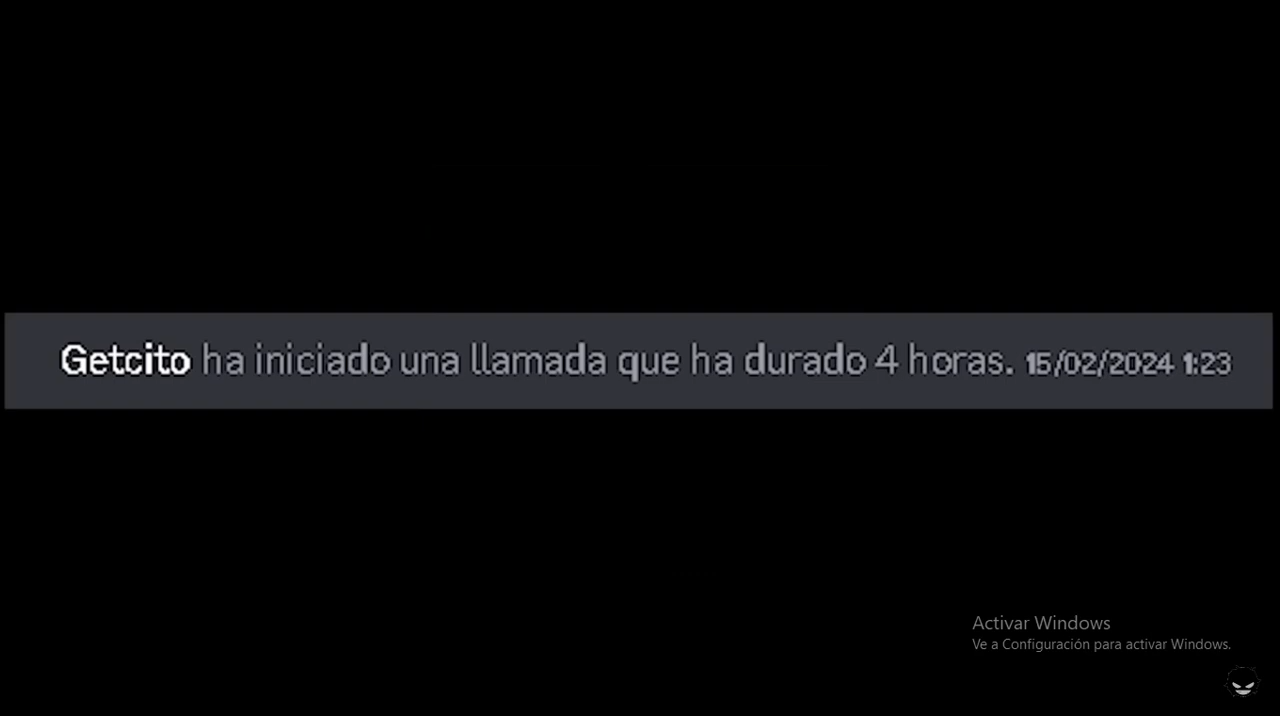 Getcito ha iniciado una llamada que ha durado 4 horas. 15/02/2024 1:23
Activar Windows
Ve a Configuración para activar Windows.